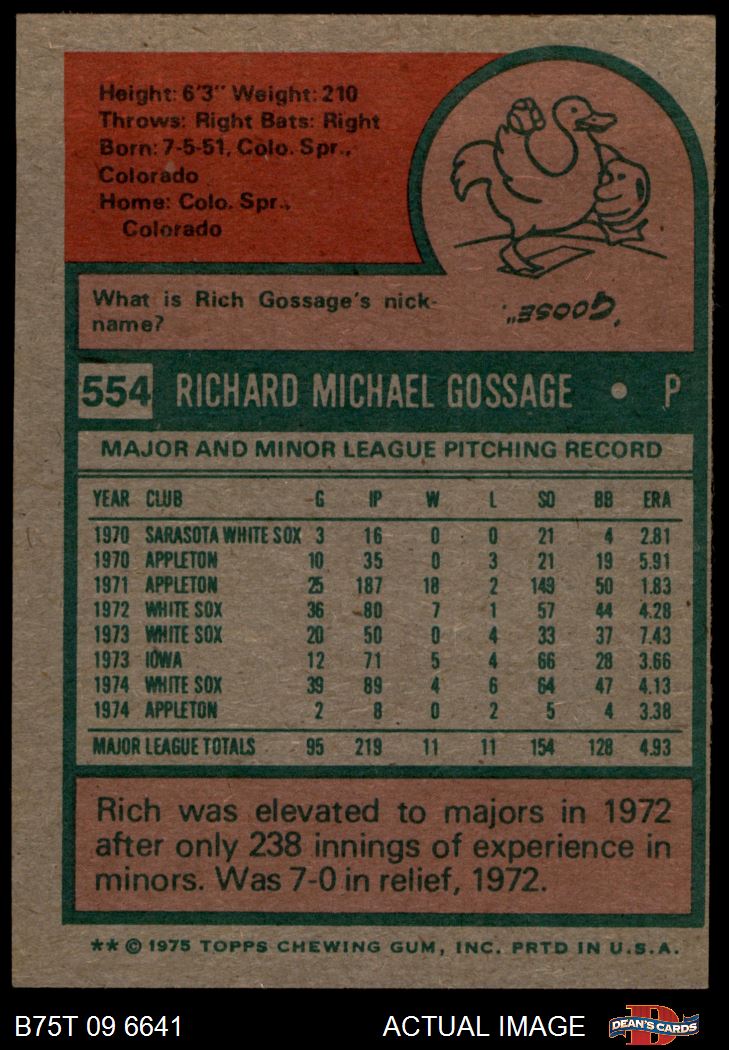 Height: 6'3" Weight: 210
Throws: Right Bats: Right
Born: 7-5-51, Colo. Spr.,
Colorado
Home: Colo. Spr.,
Colorado
What is Rich Gossage's nick-
name?
"GOOSE"
554 RICHARD MICHAEL GOSSAGE • P
MAJOR AND MINOR LEAGUE PITCHING RECORD
YEAR CLUB G IP W L SO BB ERA
1970 SARASOTA WHITE SOX 3 16 0 0 21 4 2.81
1970 APPLETON 10 35 0 3 21 19 5.91
1971 APPLETON 25 187 18 2 149 50 1.83
1972 WHITE SOX 36 80 7 1 57 44 4.28
1973 WHITE SOX 20 50 0 4 33 37 7.43
1973 IOWA 12 71 5 4 66 28 3.66
1974 WHITE SOX 39 89 4 6 64 47 4.13
1974 APPLETON 2 8 0 2 5 4 3.38
MAJOR LEAGUE TOTALS 95 219 11 11 154 128 4.93
Rich was elevated to majors in 1972
after only 238 innings of experience in
minors. Was 7-0 in relief, 1972.
** © 1975 TOPPS CHEWING GUM, INC. PRTD IN U.S.A.
B75T 09 6641 ACTUAL IMAGE DEAN'S CARDS